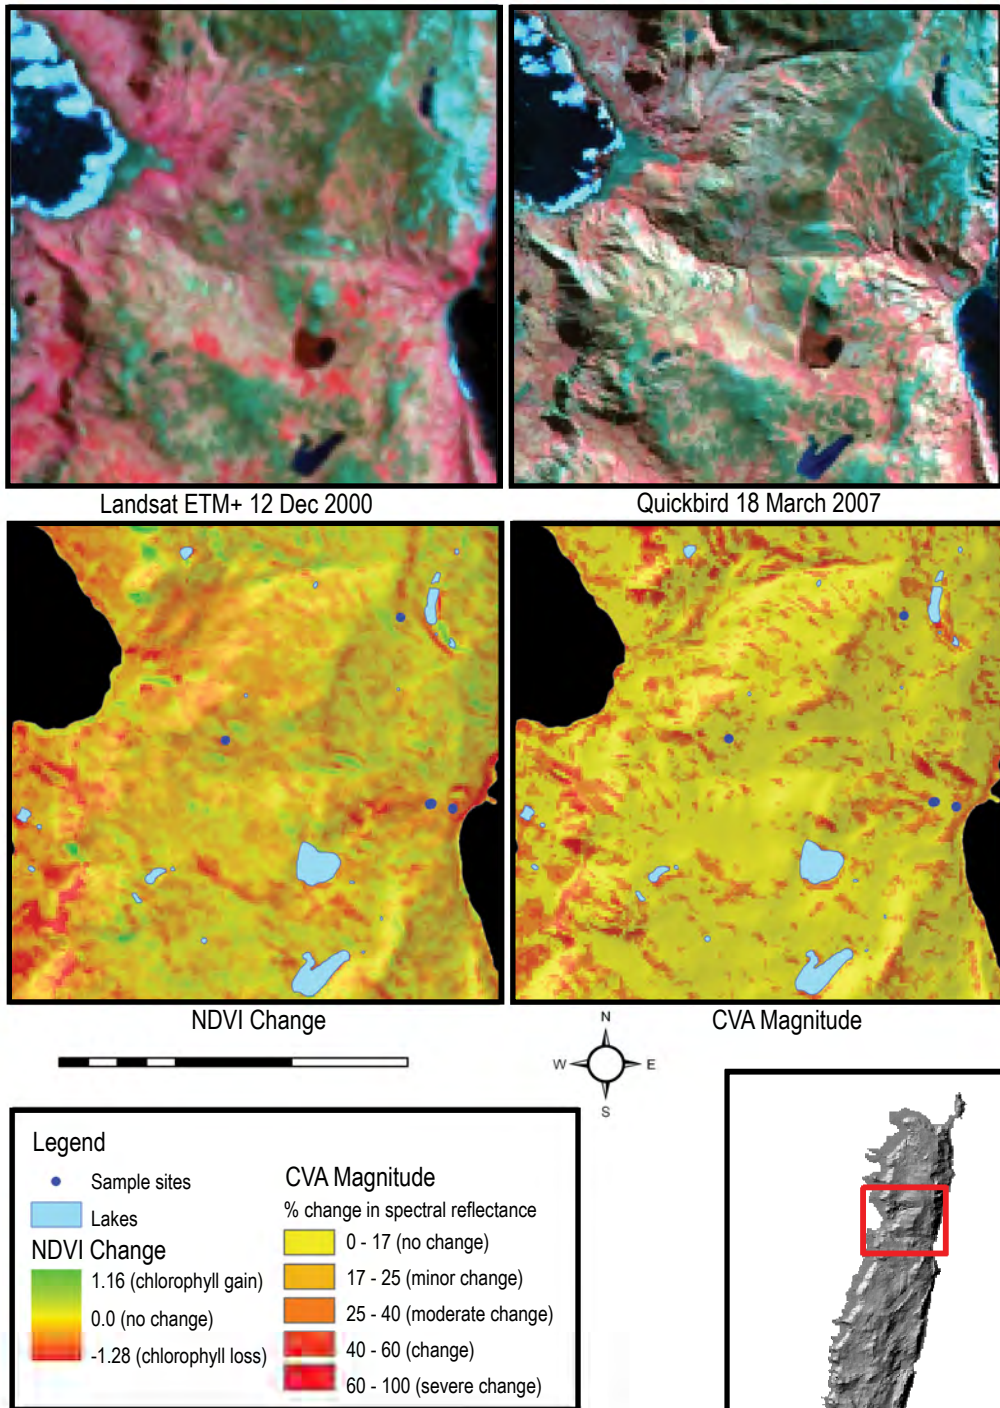 Landsat ETM+ 12 Dec 2000
Quickbird 18 March 2007
NDVI Change
CVA Magnitude
N
W
E
S
Legend
Sample sites
Lakes
NDVI Change
1.16 (chlorophyll gain)
0.0 (no change)
-1.28 (chlorophyll loss)
CVA Magnitude
% change in spectral reflectance
0 - 17 (no change)
17 - 25 (minor change)
25 - 40 (moderate change)
40 - 60 (change)
60 - 100 (severe change)